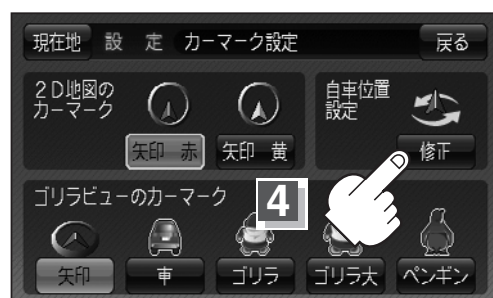 現在地 設 定 カーマーク設定 戻る
2D地図の
カーマーク
矢印 赤 矢印 黄
自車位置
設定
修正
ゴリラビューのカーマーク
4
矢印 車 ゴリラ ゴリラ大 ペンギン